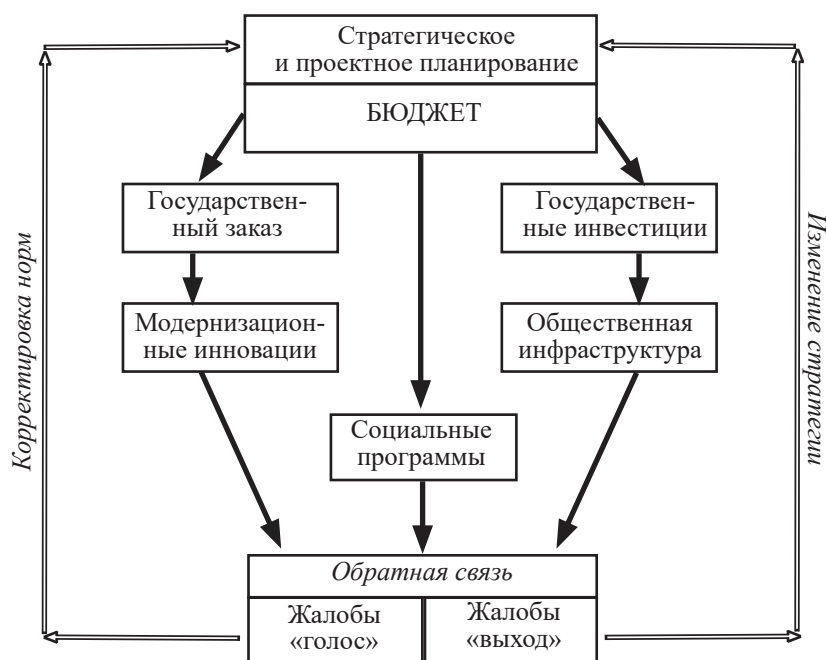 Стратегическое
и проектное планирование
БЮДЖЕТ
Государствен-
ный заказ
Государствен-
ные инвестиции
Модернизацион-
ные инновации
Общественная
инфраструктура
Социальные
программы
Корректировка норм
Изменение стратегии
Обратная связь
Жалобы
«голос»
Жалобы
«выход»